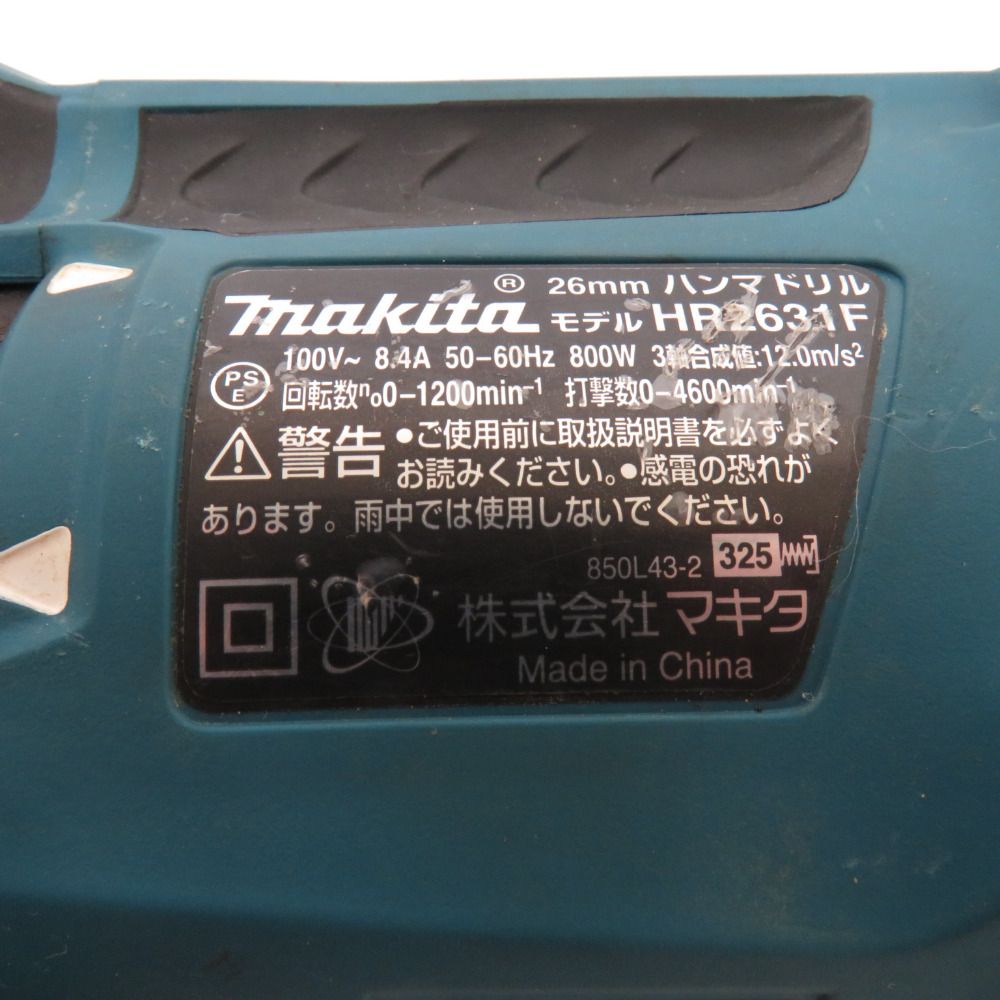 makita® 26mm ハンマドリル
モデル HR2631F
100V~ 8.4A 50-60Hz 800W 3軸合成値:12.0m/s²
PSE 回転数n₀0-1200min⁻¹ 打撃数0-4600min⁻¹
警告 •ご使用前に取扱説明書を必ずよく
お読みください。•感電の恐れが
あります。雨中では使用しないでください。
850L43-2 325
株式会社 マキタ
Made in China